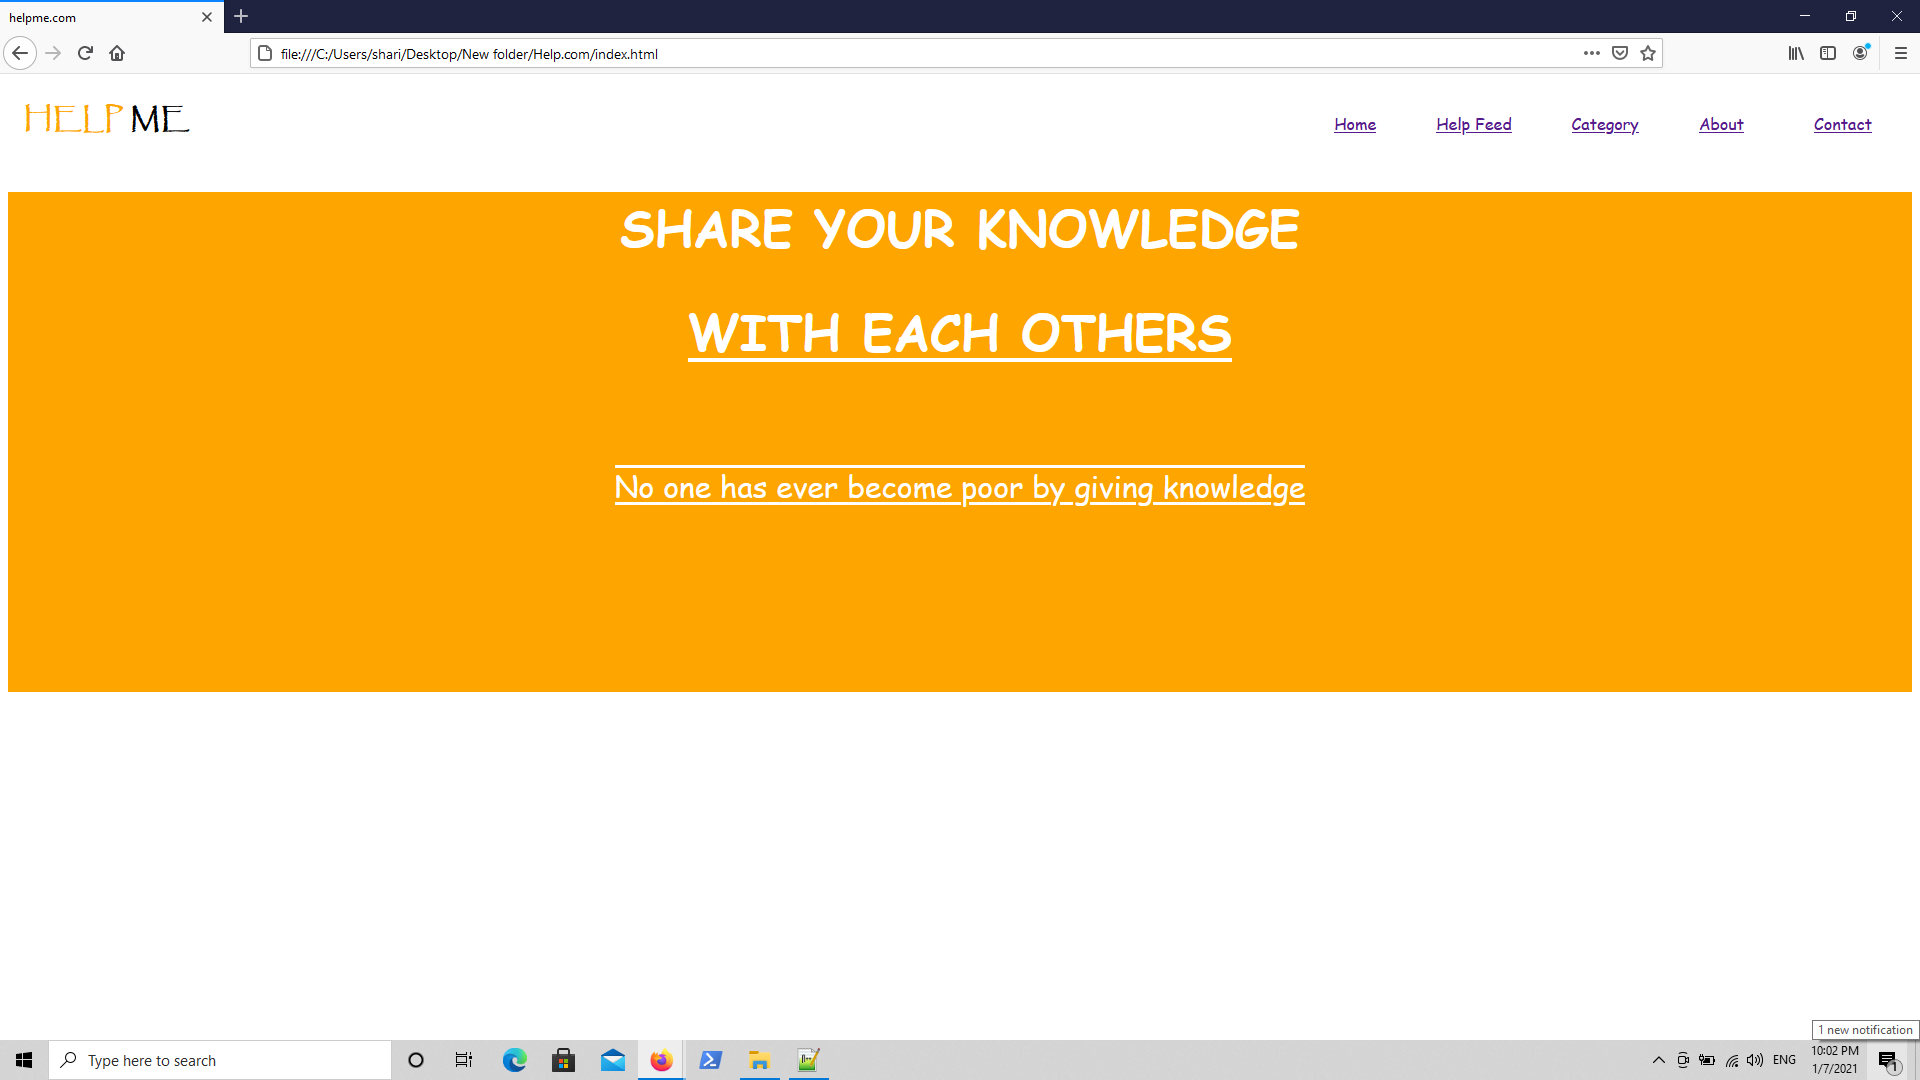 helpme.com
file:///C:/Users/shari/Desktop/New folder/Help.com/index.html
HELP ME
Home Help Feed Category About Contact
SHARE YOUR KNOWLEDGE
WITH EACH OTHERS
No one has ever become poor by giving knowledge
1 new notification
Type here to search
ENG
10:02 PM
1/7/2021
1